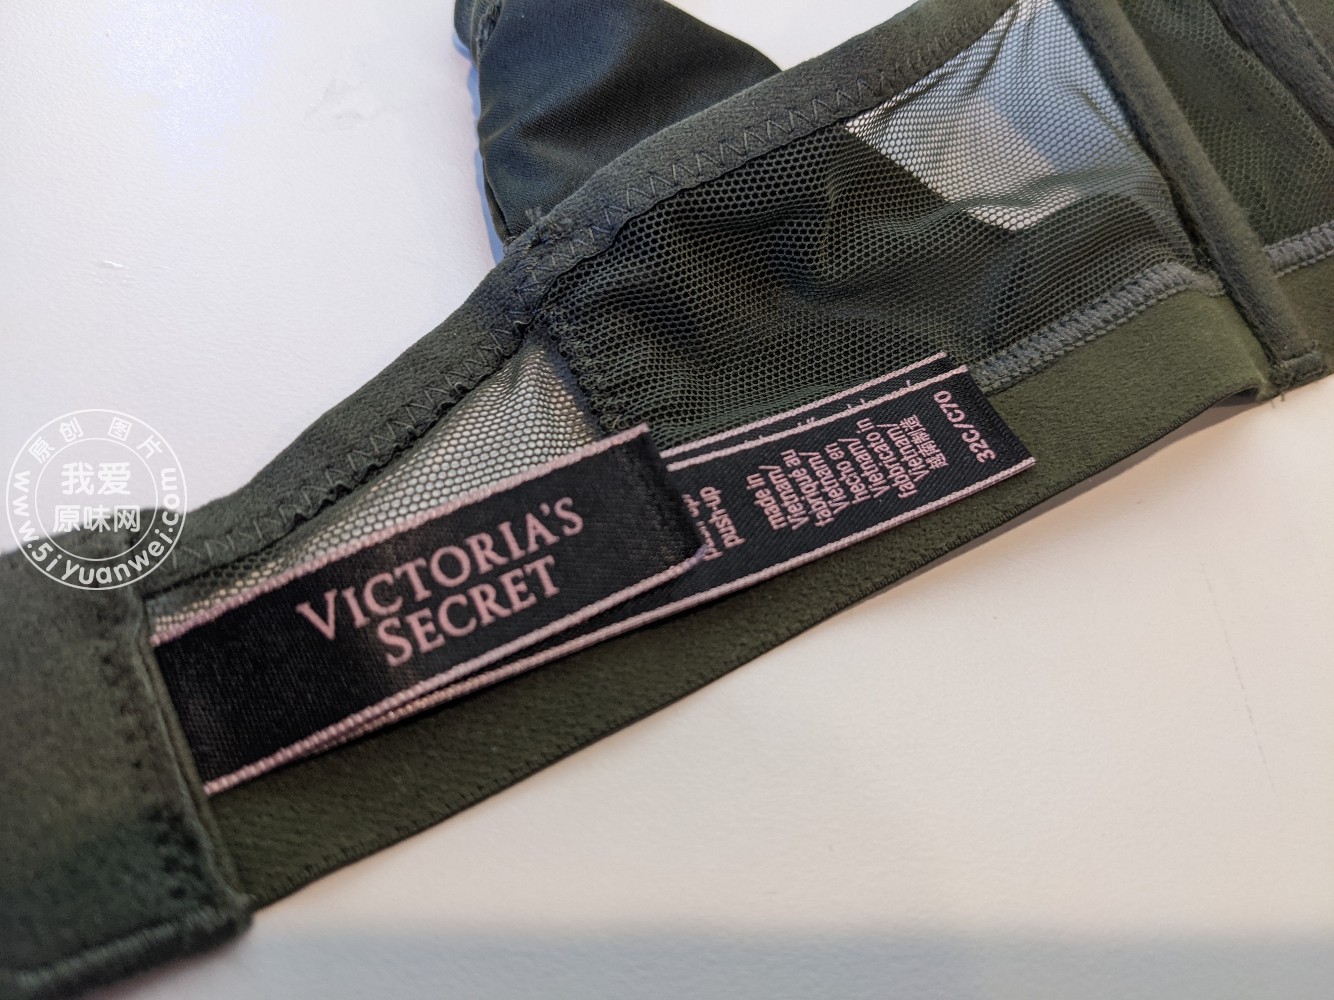 VICTORIA'S
SECRET
push-up
made in
Vietnam/
fabriqué au
Vietnam/
hecho en
Vietnam/
fabricato in
Vietnam/
越南制造
32C/C70
原创图片
我爱
原味网
www.5iyuanwei.com